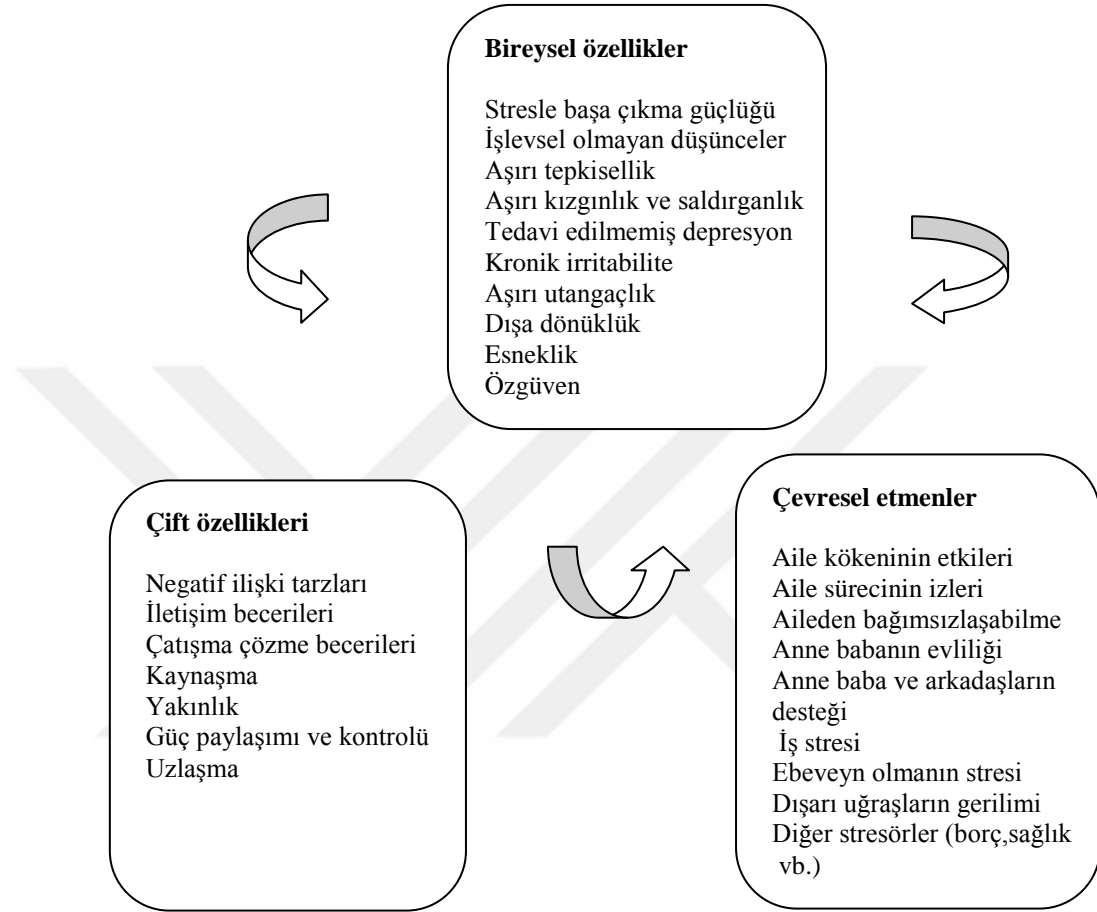 Bireysel özellikler
Stresle başa çıkma güçlüğü
İşlevsel olmayan düşünceler
Aşırı tepkisellik
Aşırı kızgınlık ve saldırganlık
Tedavi edilmemiş depresyon
Kronik irritabilite
Aşırı utangaçlık
Dışa dönüklük
Esneklik
Özgüven
Çift özellikleri
Negatif ilişki tarzları
İletişim becerileri
Çatışma çözme becerileri
Kaynaşma
Yakınlık
Güç paylaşımı ve kontrolü
Uzlaşma
Çevresel etmenler
Aile kökeninin etkileri
Aile sürecinin izleri
Aileden bağımsızlaşabilme
Anne babanın evliliği
Anne baba ve arkadaşların
desteği
İş stresi
Ebeveyn olmanın stresi
Dışarı uğraşların gerilimi
Diğer stresörler (borç,sağlık
vb.)